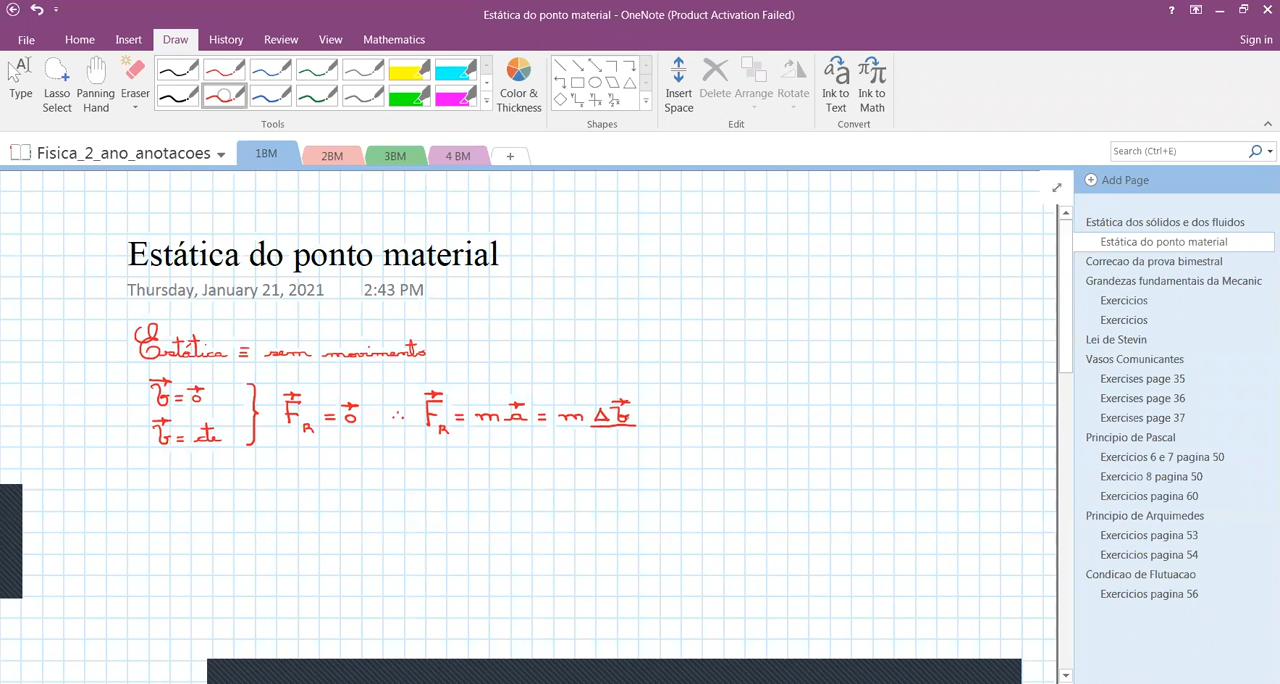 Estática do ponto material - OneNote (Product Activation Failed)
? 
File Home Insert Draw History Review View Mathematics Sign in
Type
Lasso Select
Panning Hand
Eraser
Color & Thickness
Insert Space
Delete
Arrange
Rotate
Ink to Text
Ink to Math
Tools Shapes Edit Convert
Fisica_2_ano_anotacoes 1BM 2BM 3BM 4 BM + Search (Ctrl+E)
Add Page
Estática dos sólidos e dos fluidos
Estática do ponto material
Correcao da prova bimestral
Grandezas fundamentais da Mecanic
Exercicios
Exercicios
Lei de Stevin
Vasos Comunicantes
Exercises page 35
Exercises page 36
Exercises page 37
Principio de Pascal
Exercicios 6 e 7 pagina 50
Exercicio 8 pagina 50
Exercicios pagina 60
Principio de Arquimedes
Exercicios pagina 53
Exercicios pagina 54
Condicao de Flutuacao
Exercicios pagina 56
Estática do ponto material
Thursday, January 21, 2021 2:43 PM
Estática ≡ sem movimento
v⃗ = 0⃗
v⃗ = cte
} F⃗_R = 0⃗ ∴ F⃗_R = m a⃗ = m Δv⃗